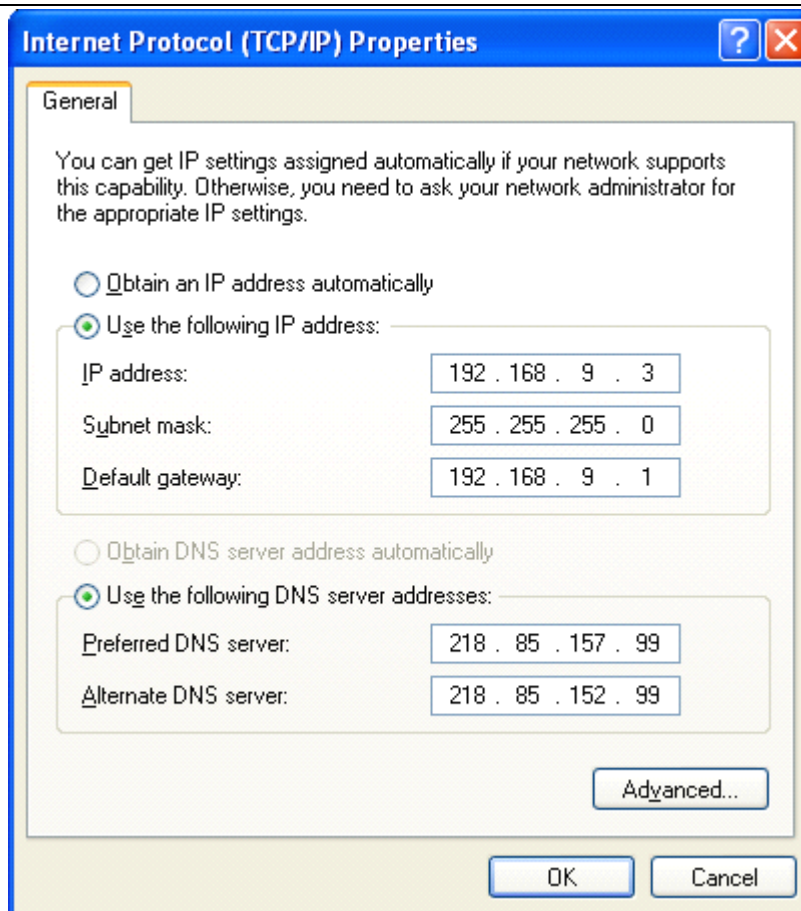 Internet Protocol (TCP/IP) Properties
General
You can get IP settings assigned automatically if your network supports
this capability. Otherwise, you need to ask your network administrator for
the appropriate IP settings.
Obtain an IP address automatically
Use the following IP address:
IP address: 192 . 168 . 9 . 3
Subnet mask: 255 . 255 . 255 . 0
Default gateway: 192 . 168 . 9 . 1
Obtain DNS server address automatically
Use the following DNS server addresses:
Preferred DNS server: 218 . 85 . 157 . 99
Alternate DNS server: 218 . 85 . 152 . 99
Advanced...
OK Cancel